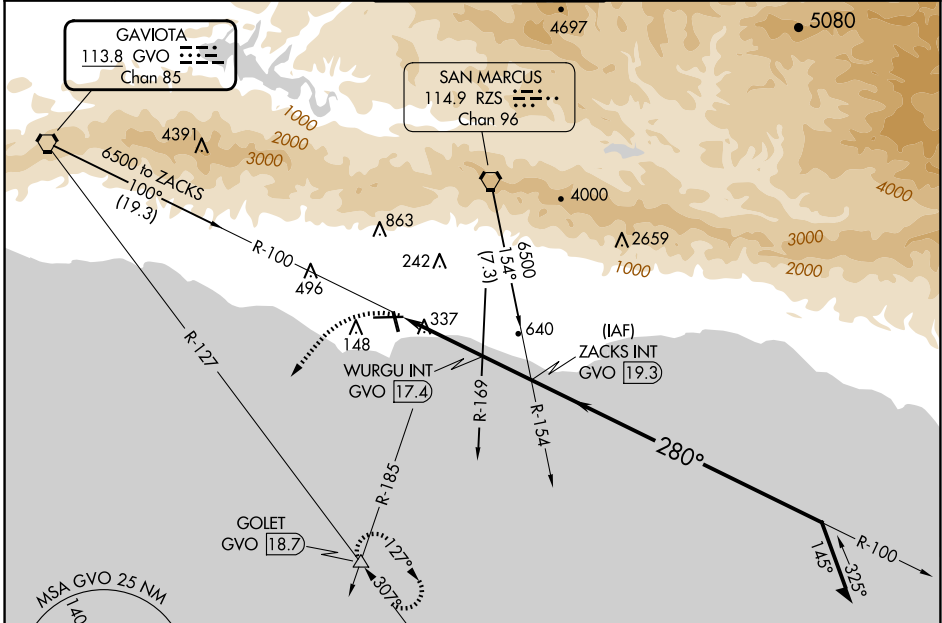 4697
5080
GAVIOTA
113.8 GVO
Chan 85
SAN MARCUS
114.9 RZS
Chan 96
1000
2000
3000
4391
6500 to ZACKS
100°
(19.3)
R-100
863
242
496
4000
4000
2659
3000
2000
1000
6500
154°
(7.3)
337
148
640
(IAF)
ZACKS INT
GVO 19.3
WURGU INT
GVO 17.4
R-127
R-169
R-154
280°
R-185
GOLET
GVO 18.7
127°
307°
R-100
145°
325°
MSA GVO 25 NM
140